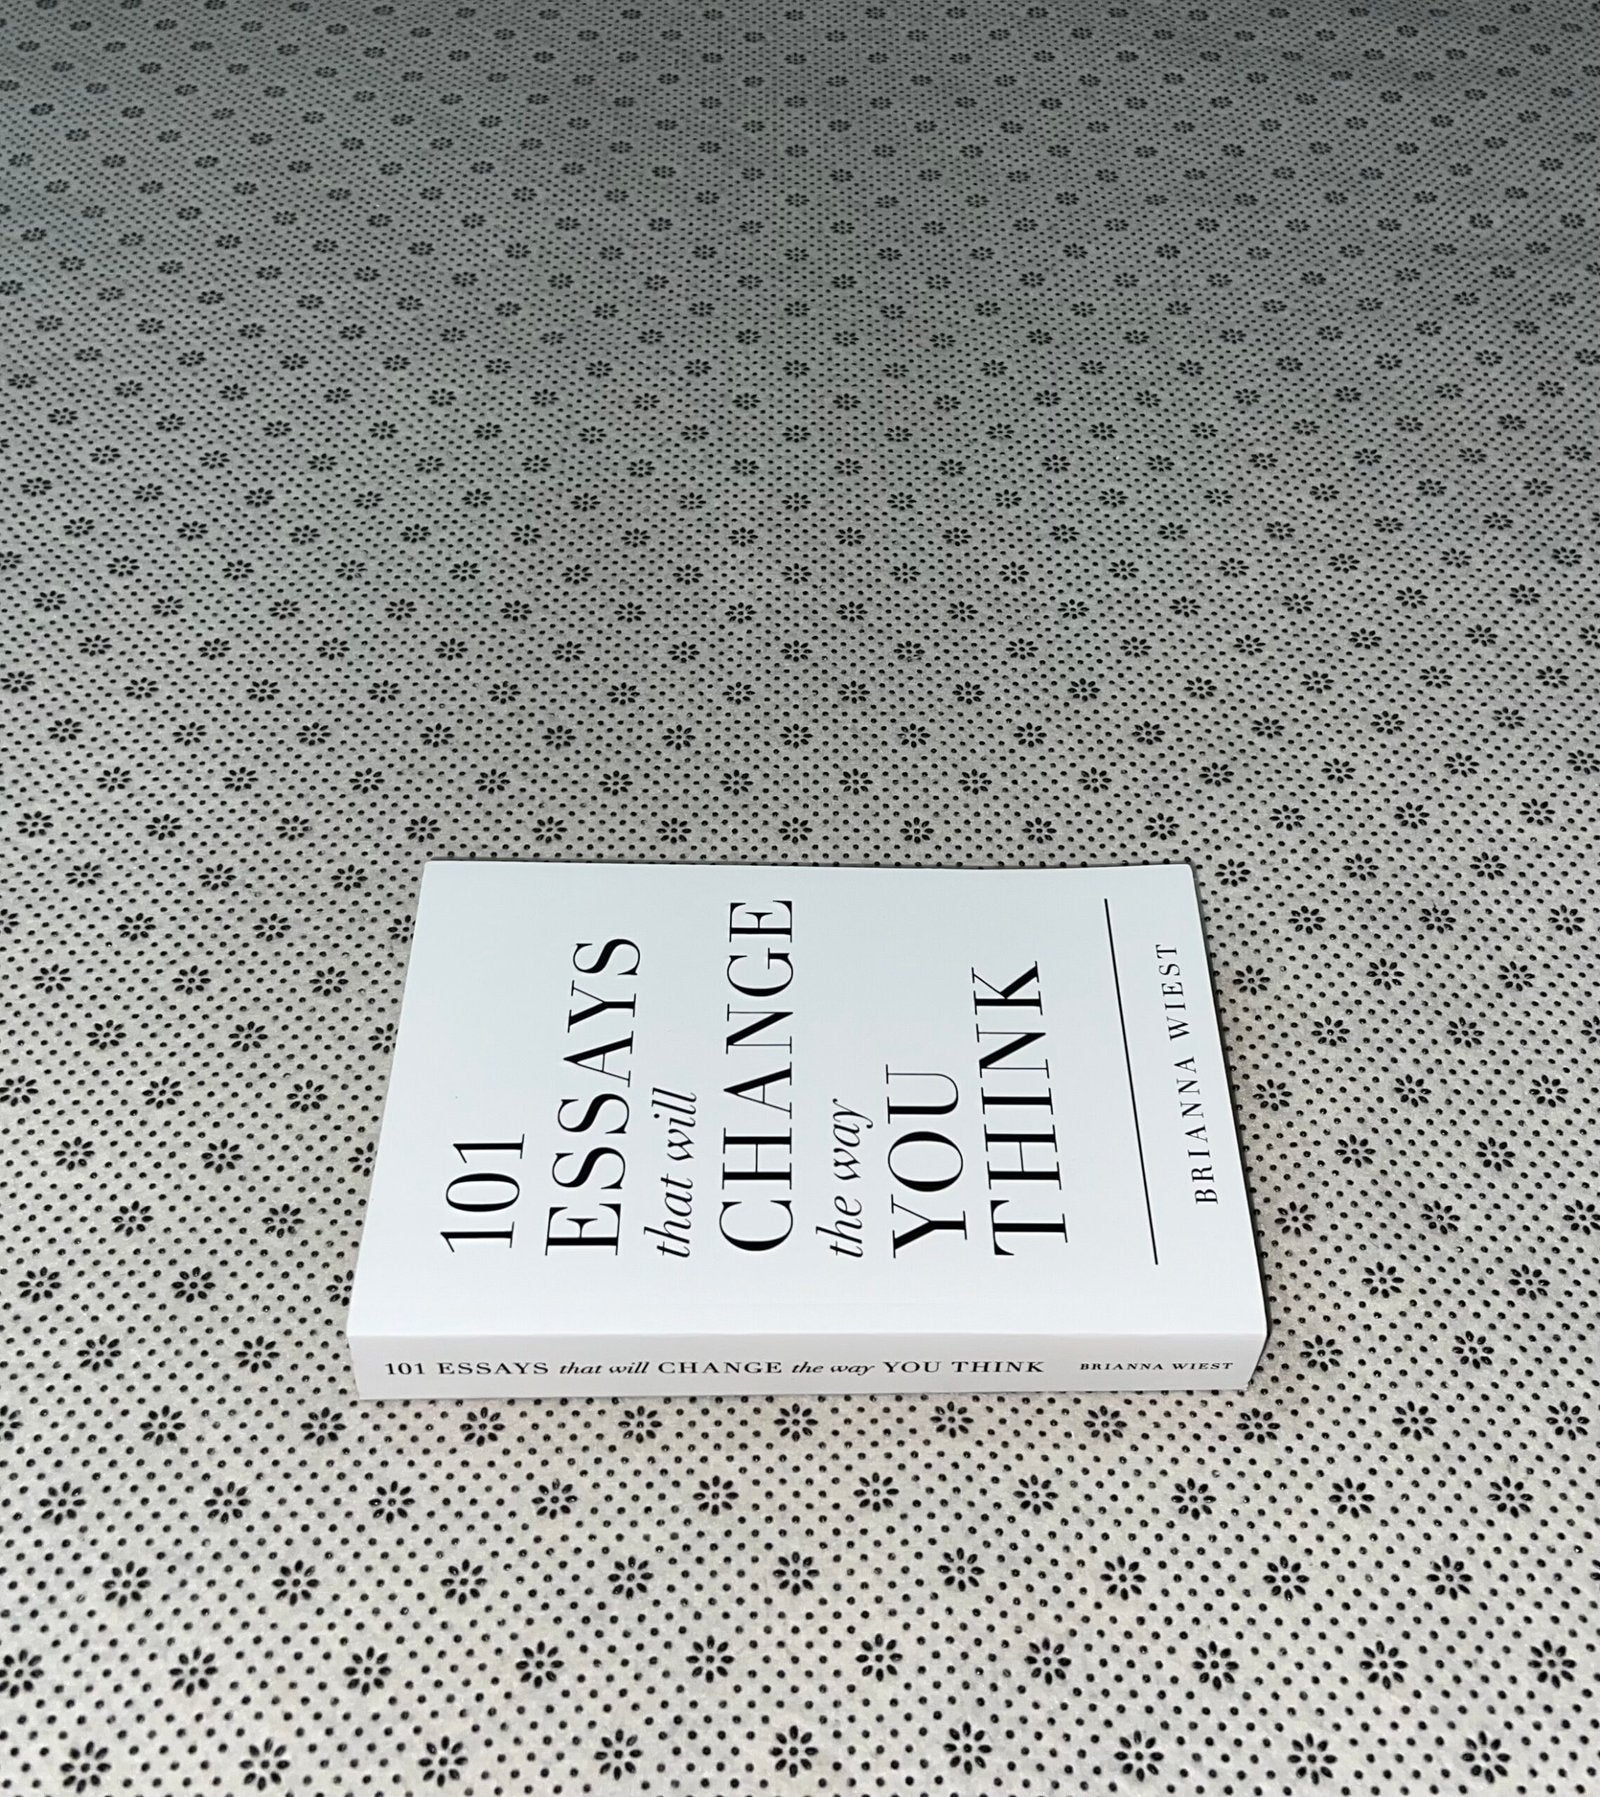 101
ESSAYS
that will
CHANGE
the way
YOU
THINK
BRIANNA WIEST
101 ESSAYS that will CHANGE the way YOU THINK BRIANNA WIEST